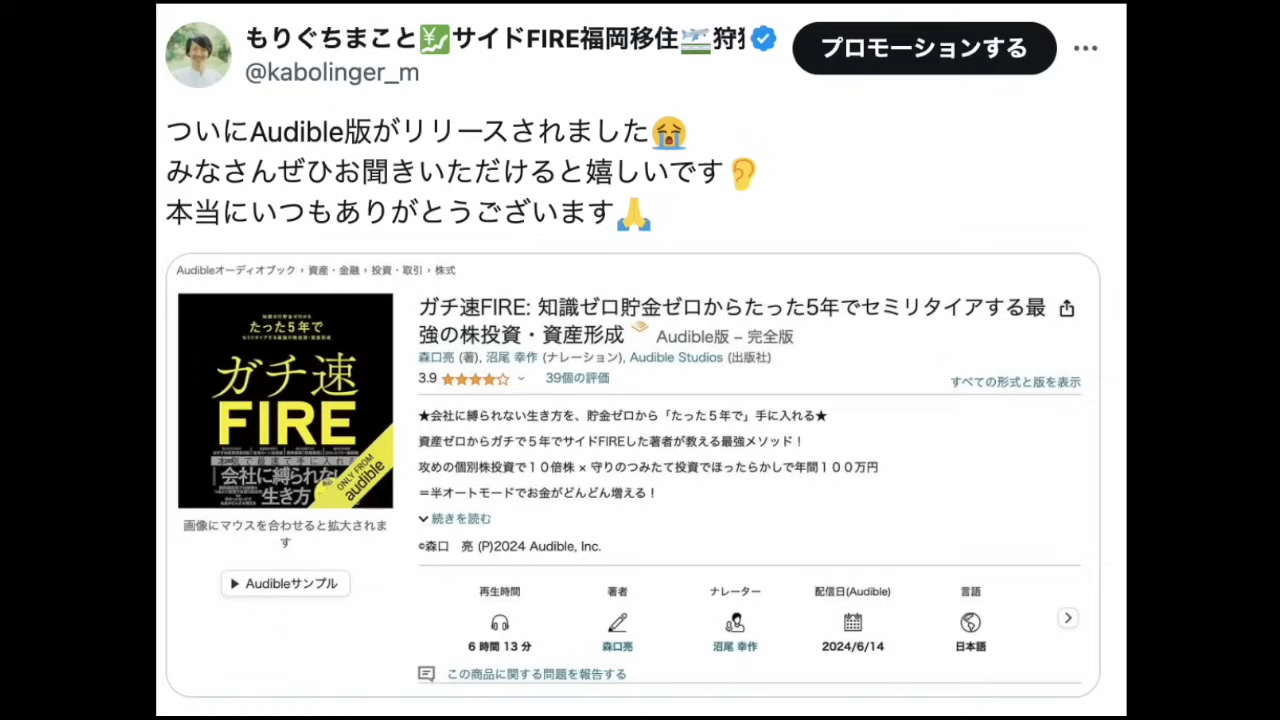 もりぐちまこと💹サイドFIRE福岡移住🛫狩猟
@kabolinger_m
プロモーションする
ついにAudible版がリリースされました😭
みなさんぜひお聞きいただけると嬉しいです👂
本当にいつもありがとうございます🙏
Audibleオーディオブック › 資産・金融 › 投資・取引 › 株式
たった5年で
ガチ速
FIRE
会社に縛られない
生き方
ONLY FROM
audible
画像にマウスを合わせると拡大されま
す
Audibleサンプル
ガチ速FIRE: 知識ゼロ貯金ゼロからたった5年でセミリタイアする最
強の株投資・資産形成 Audible版 – 完全版
森口亮 (著), 沼尾 幸作 (ナレーション), Audible Studios (出版社)
3.9 39個の評価
すべての形式と版を表示
★会社に縛られない生き方を、貯金ゼロから「たった５年で」手に入れる★
資産ゼロからガチで５年でサイドFIREした著者が教える最強メソッド！
攻めの個別株投資で１０倍株 × 守りのつみたて投資でほったらかしで年間１００万円
＝半オートモードでお金がどんどん増える！
続きを読む
©森口　亮 (P)2024 Audible, Inc.
再生時間 著者 ナレーター 配信日(Audible) 言語
6 時間 13 分 森口亮 沼尾 幸作 2024/6/14 日本語
この商品に関する問題を報告する